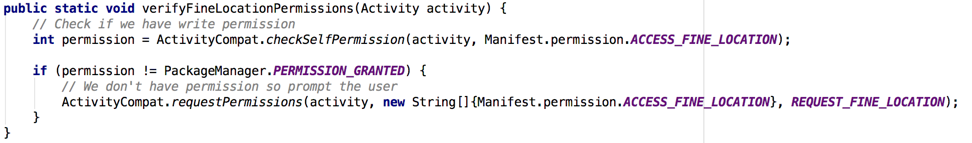 public static void verifyFineLocationPermissions(Activity activity) {
    // Check if we have write permission
    int permission = ActivityCompat.checkSelfPermission(activity, Manifest.permission.ACCESS_FINE_LOCATION);

    if (permission != PackageManager.PERMISSION_GRANTED) {
        // We don't have permission so prompt the user
        ActivityCompat.requestPermissions(activity, new String[]{Manifest.permission.ACCESS_FINE_LOCATION}, REQUEST_FINE_LOCATION);
    }
}